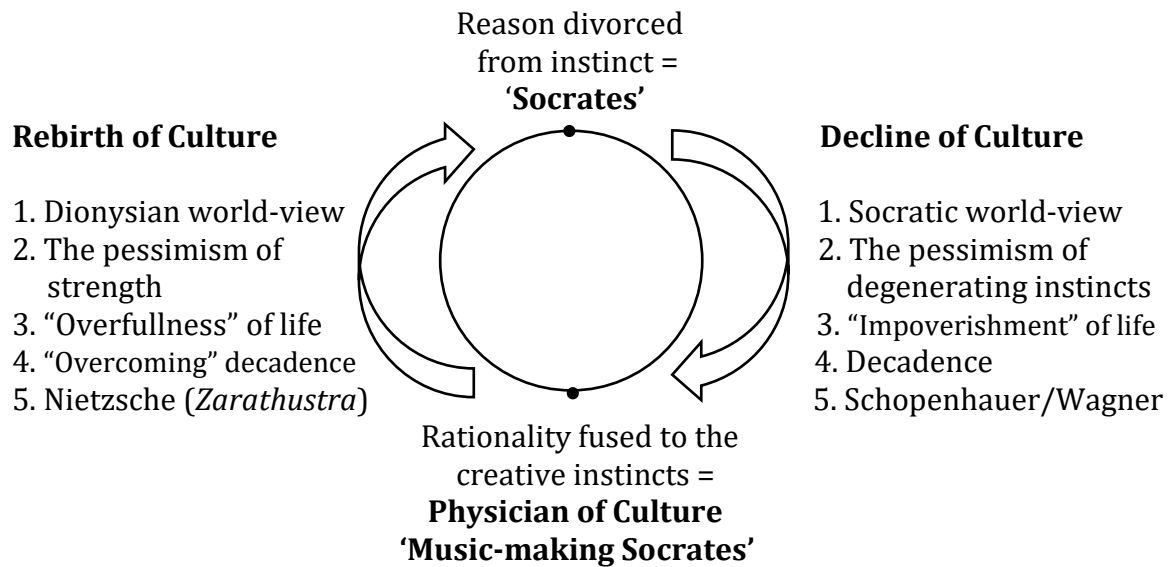 Reason divorced
from instinct =
‘Socrates’
Rebirth of Culture
1. Dionysian world-view
2. The pessimism of
strength
3. “Overfullness” of life
4. “Overcoming” decadence
5. Nietzsche (Zarathustra)
Decline of Culture
1. Socratic world-view
2. The pessimism of
degenerating instincts
3. “Impoverishment” of life
4. Decadence
5. Schopenhauer/Wagner
Rationality fused to the
creative instincts =
Physician of Culture
‘Music-making Socrates’